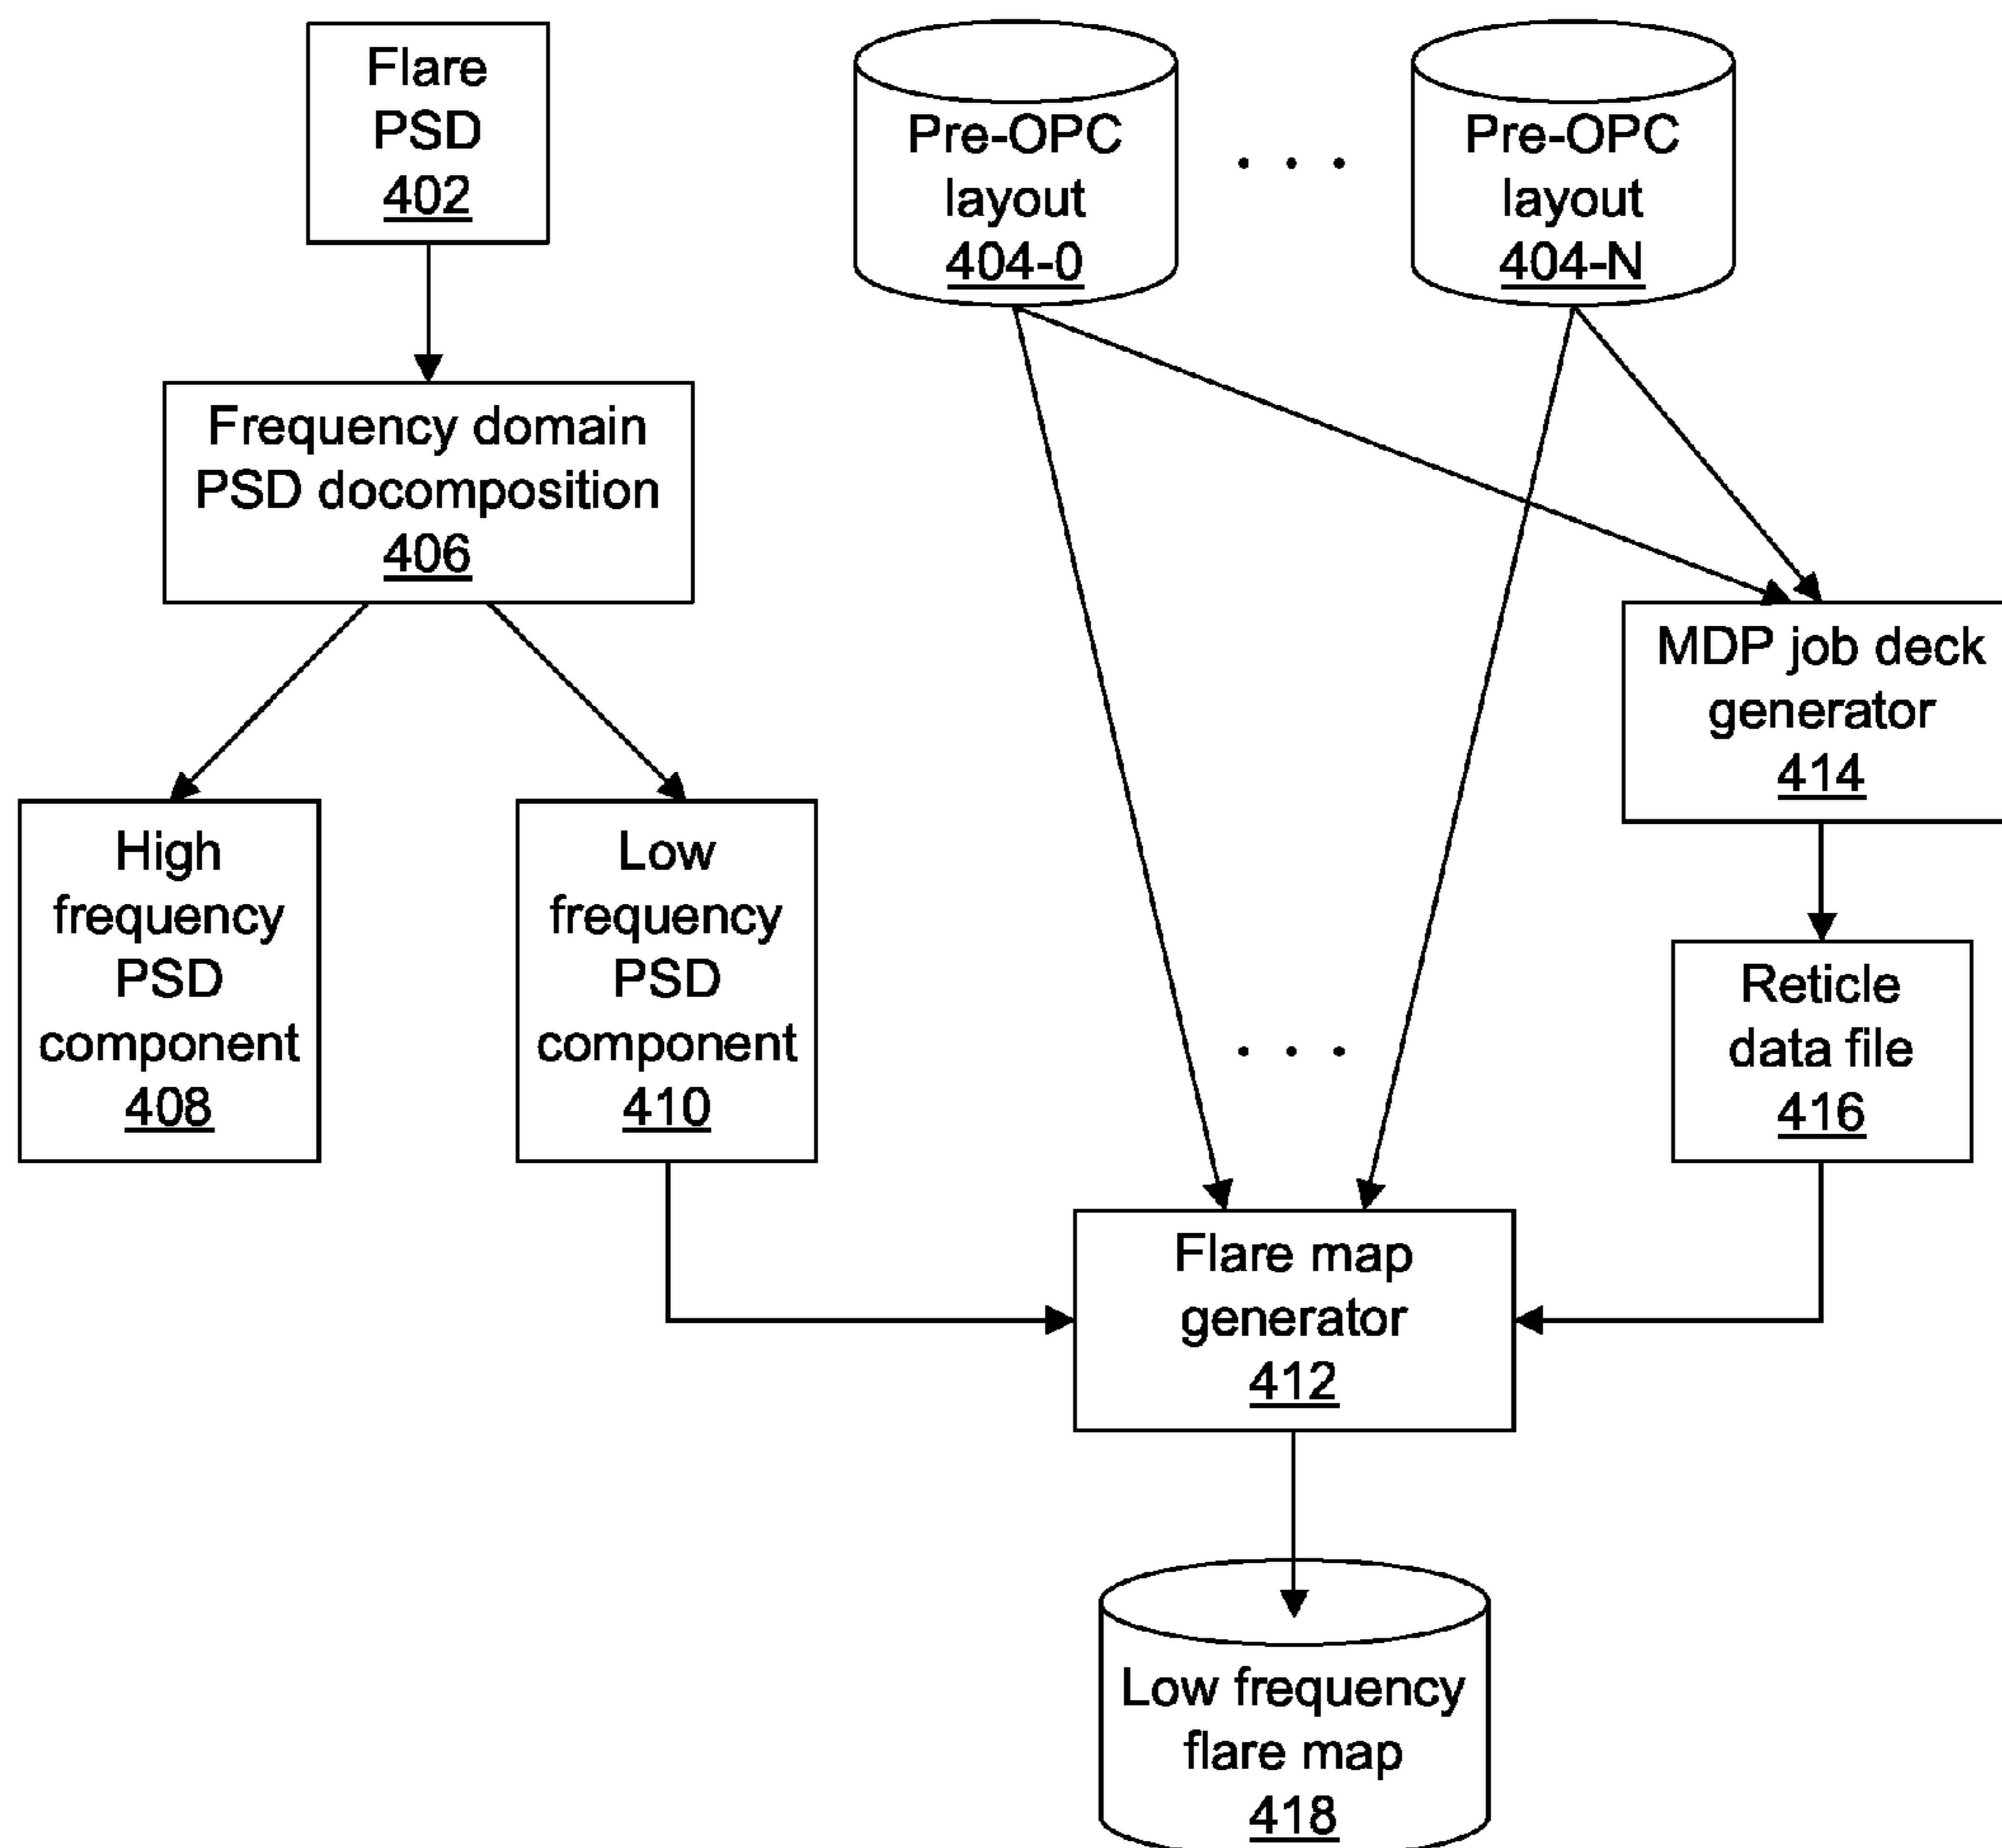 Flare
PSD
402
Pre-OPC
layout
404-0
. . .
Pre-OPC
layout
404-N
Frequency domain
PSD docomposition
406
MDP job deck
generator
414
High
frequency
PSD
component
408
Low
frequency
PSD
component
410
. . .
Reticle
data file
416
Flare map
generator
412
Low frequency
flare map
418